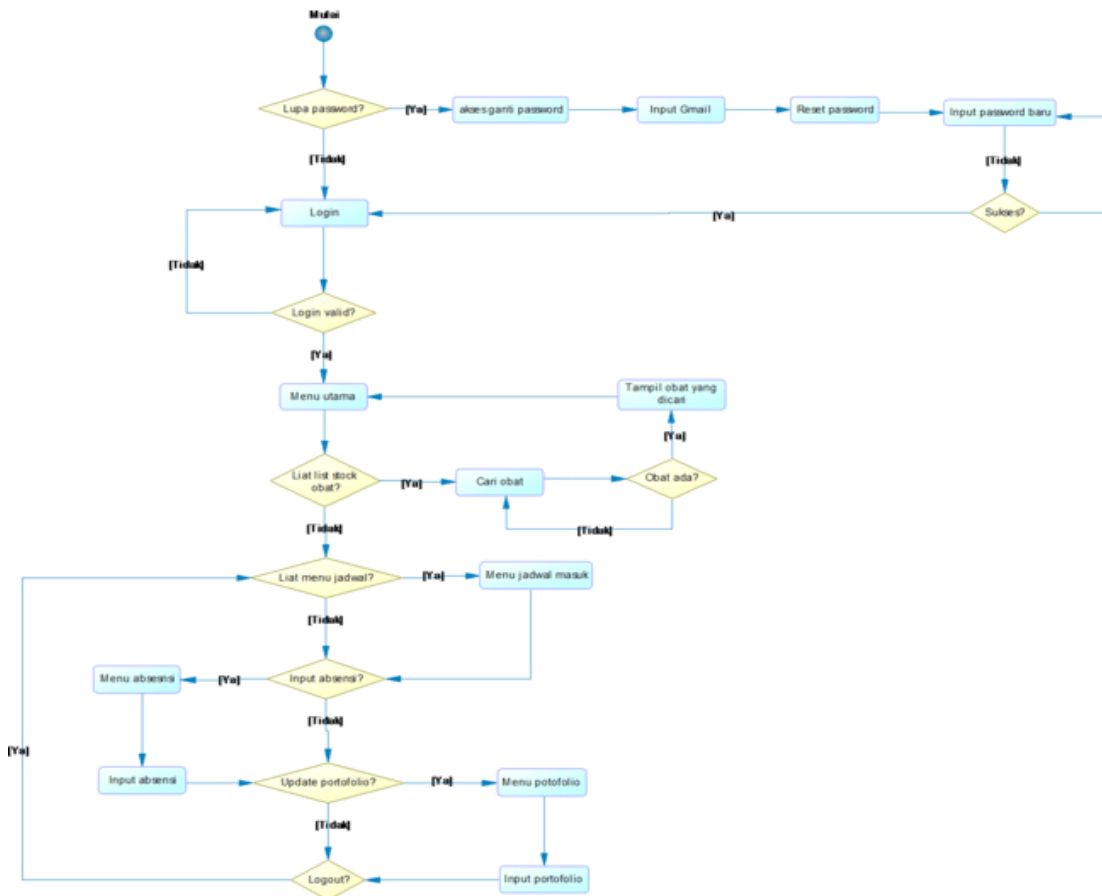 Mulai
Lupa password?
[Ya]
akses ganti password
Input Gmail
Reset password
Input password baru
[Tidak]
[Tidak]
Login
[Ya]
Sukses?
[Tidak]
Login valid?
[Ya]
Menu utama
Tampil obat yang
dicari
[Ya]
Liat list stock
obat?
[Ya]
Cari obat
Obat ada?
[Tidak]
[Tidak]
Liat menu jadwal?
[Ya]
Menu jadwal masuk
[Tidak]
Menu absesnsi
[Ya]
Input absensi?
[Tidak]
[Ya]
Input absensi
Update portofolio?
[Ya]
Menu potofolio
[Tidak]
Logout?
Input portofolio